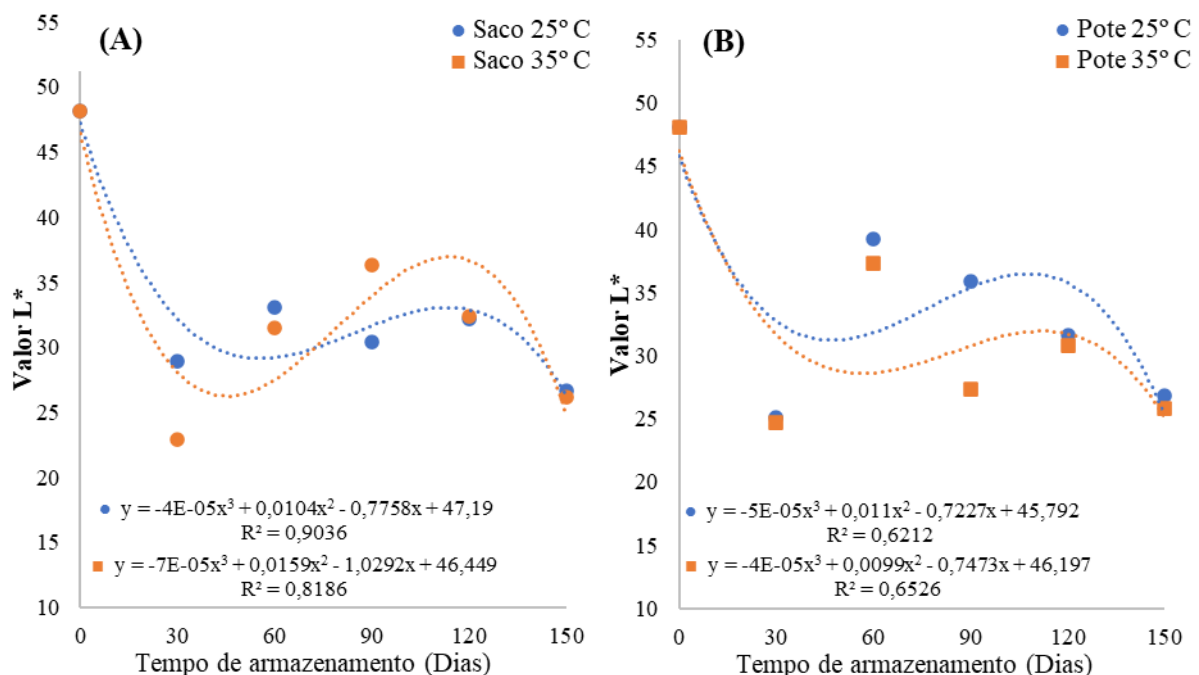 (A)
Saco 25º C
Saco 35º C
Valor L*
55
50
45
40
35
30
25
20
15
10
y = -4E-05x³ + 0,0104x² - 0,7758x + 47,19
R² = 0,9036
y = -7E-05x³ + 0,0159x² - 1,0292x + 46,449
R² = 0,8186
0 30 60 90 120 150
Tempo de armazenamento (Dias)
(B)
Pote 25º C
Pote 35º C
Valor L*
55
50
45
40
35
30
25
20
15
10
y = -5E-05x³ + 0,011x² - 0,7227x + 45,792
R² = 0,6212
y = -4E-05x³ + 0,0099x² - 0,7473x + 46,197
R² = 0,6526
0 30 60 90 120 150
Tempo de armazenamento (Dias)